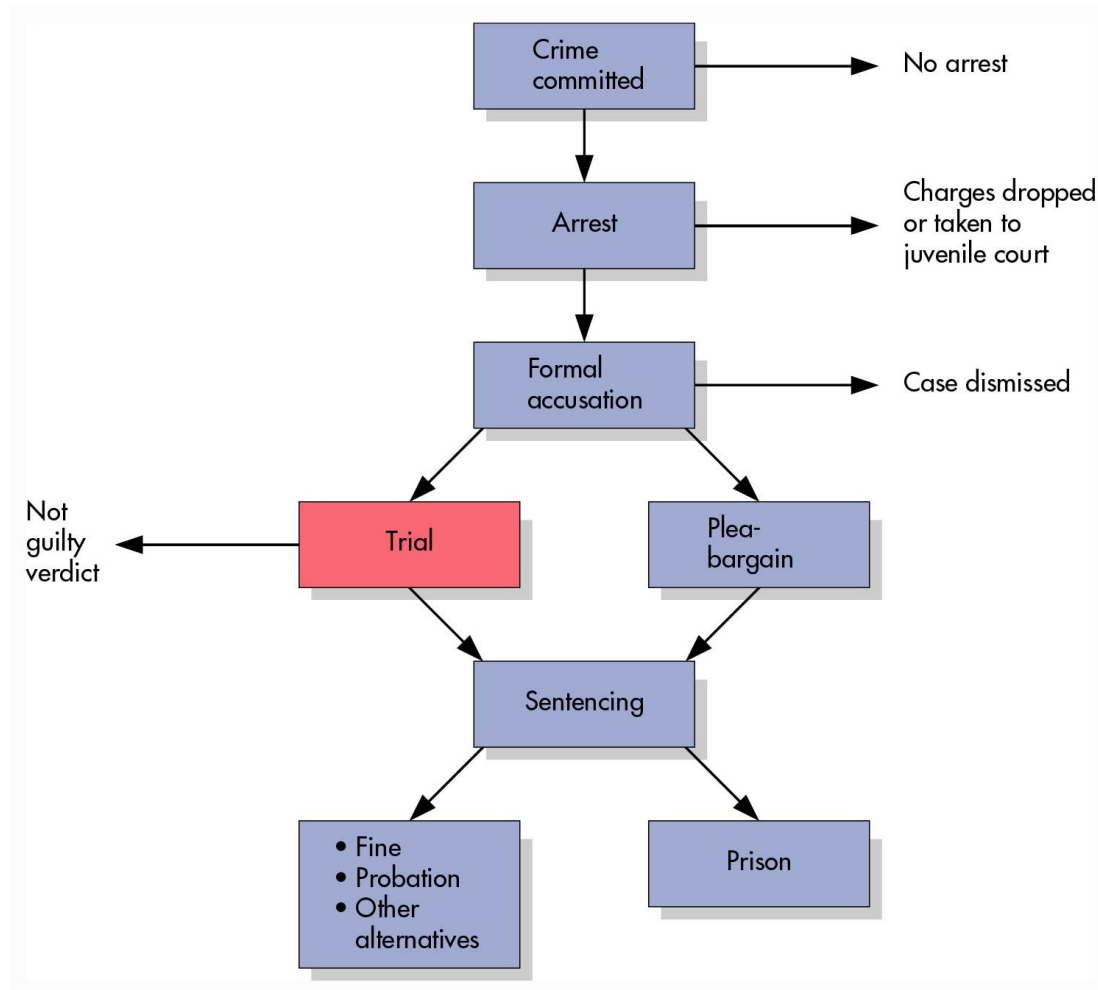 Crime
committed
No arrest
Arrest
Charges dropped
or taken to
juvenile court
Formal
accusation
Case dismissed
Not
guilty
verdict
Trial
Plea-
bargain
Sentencing
• Fine
• Probation
• Other
alternatives
Prison